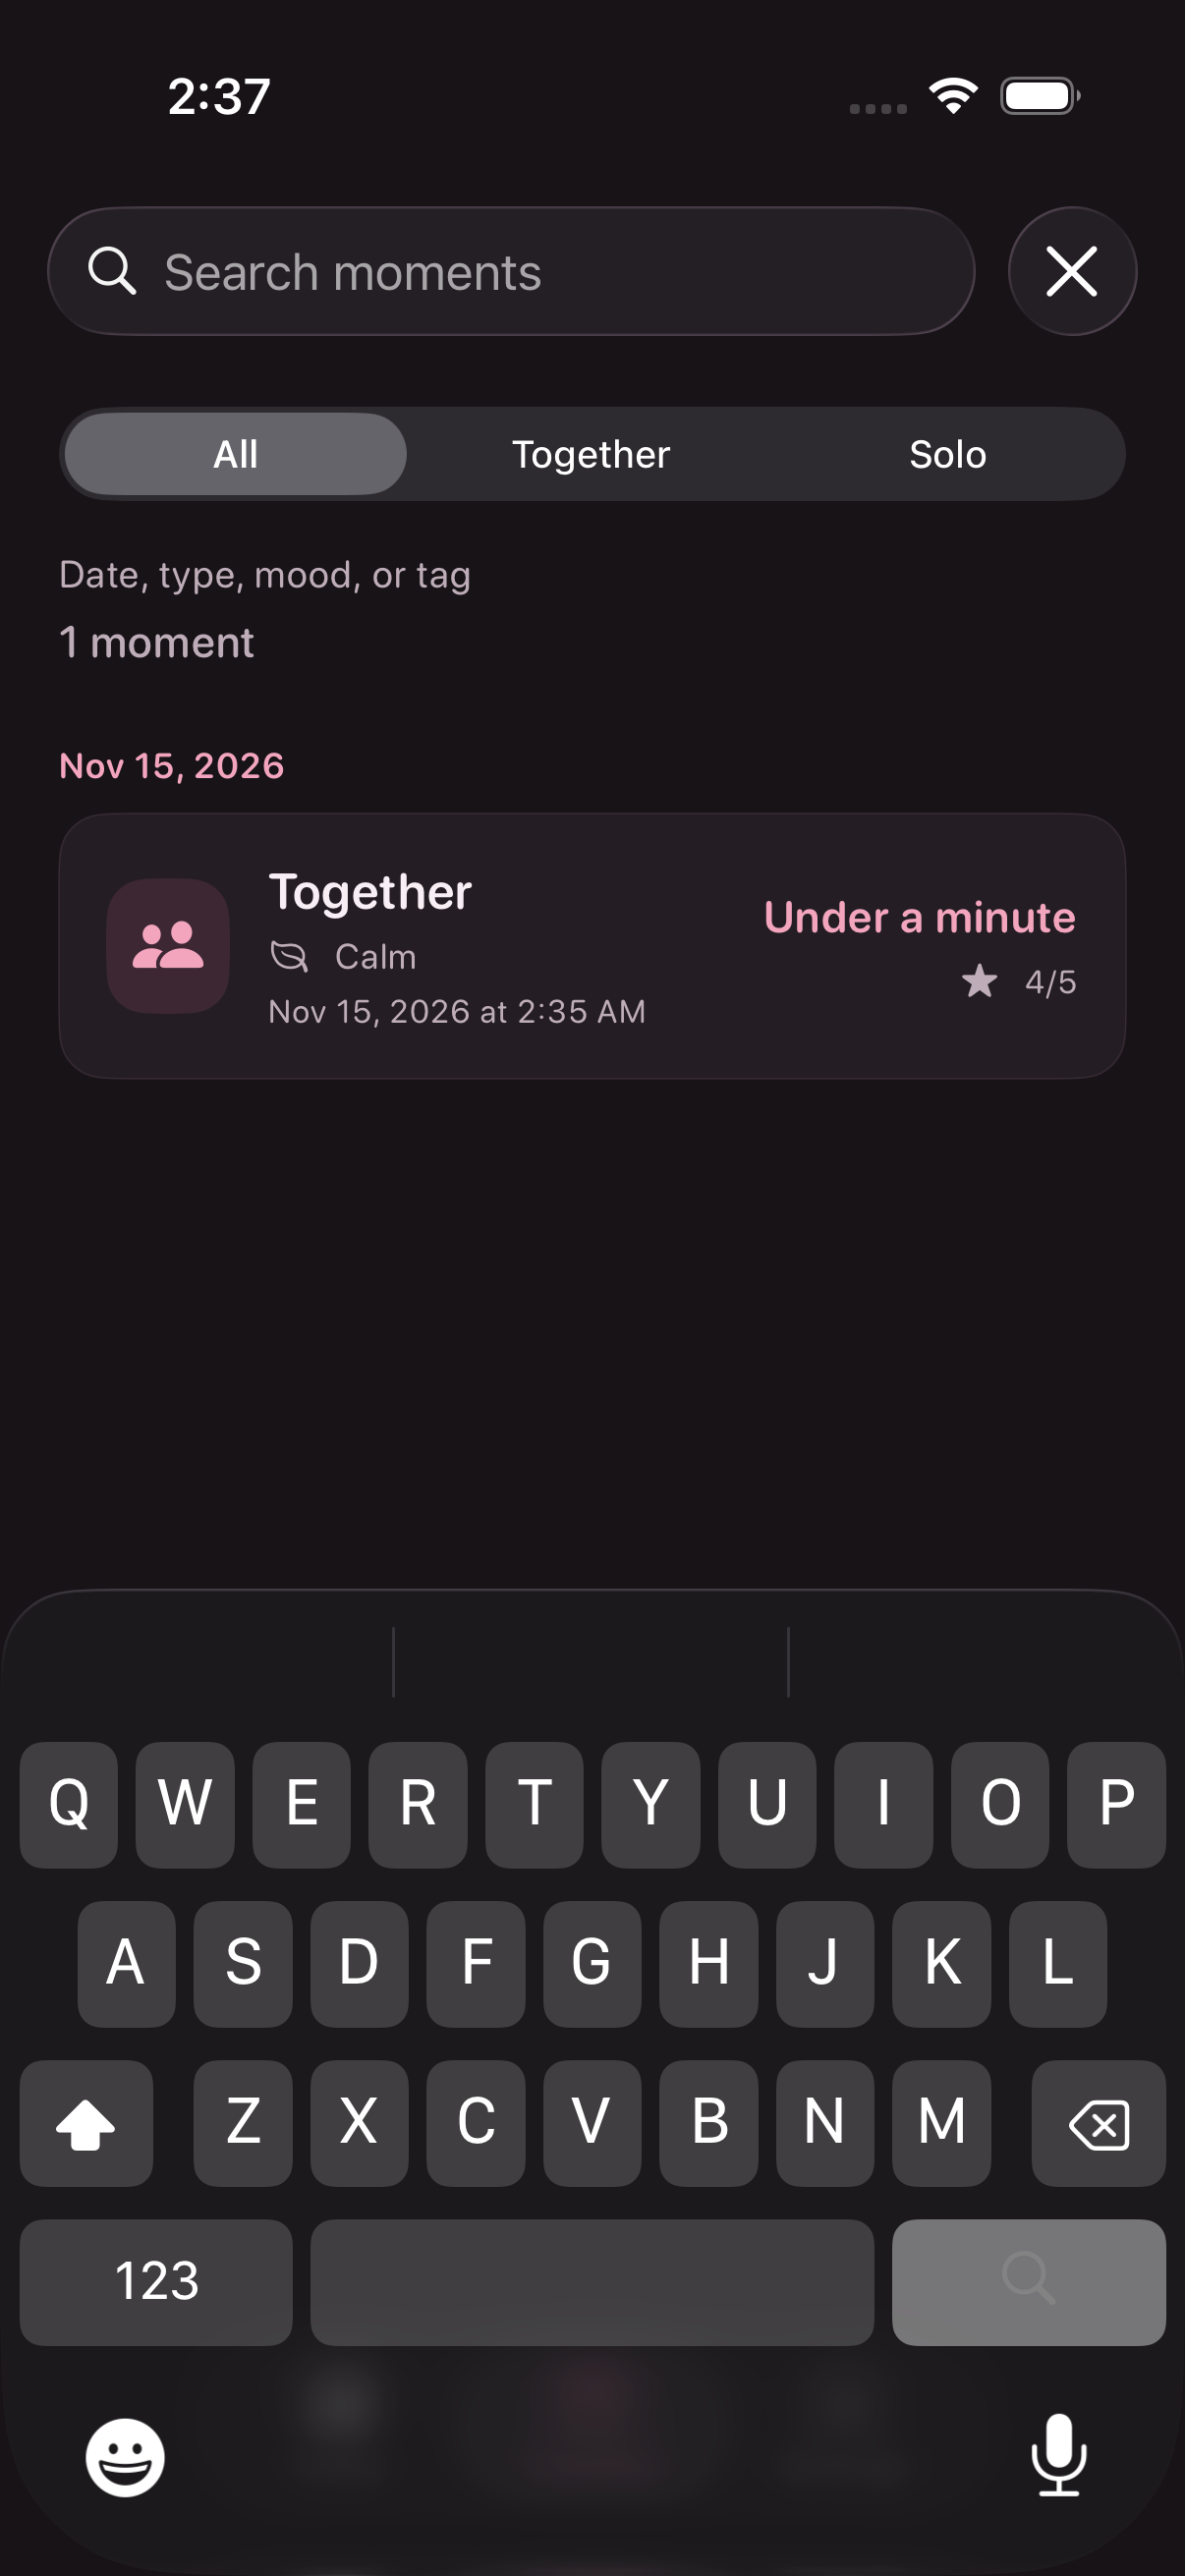 2:37
Search moments
All Together Solo
Date, type, mood, or tag
1 moment
Nov 15, 2026
Together
Under a minute
Calm
4/5
Nov 15, 2026 at 2:35 AM
Q W E R T Y U I O P
A S D F G H J K L
Z X C V B N M
123